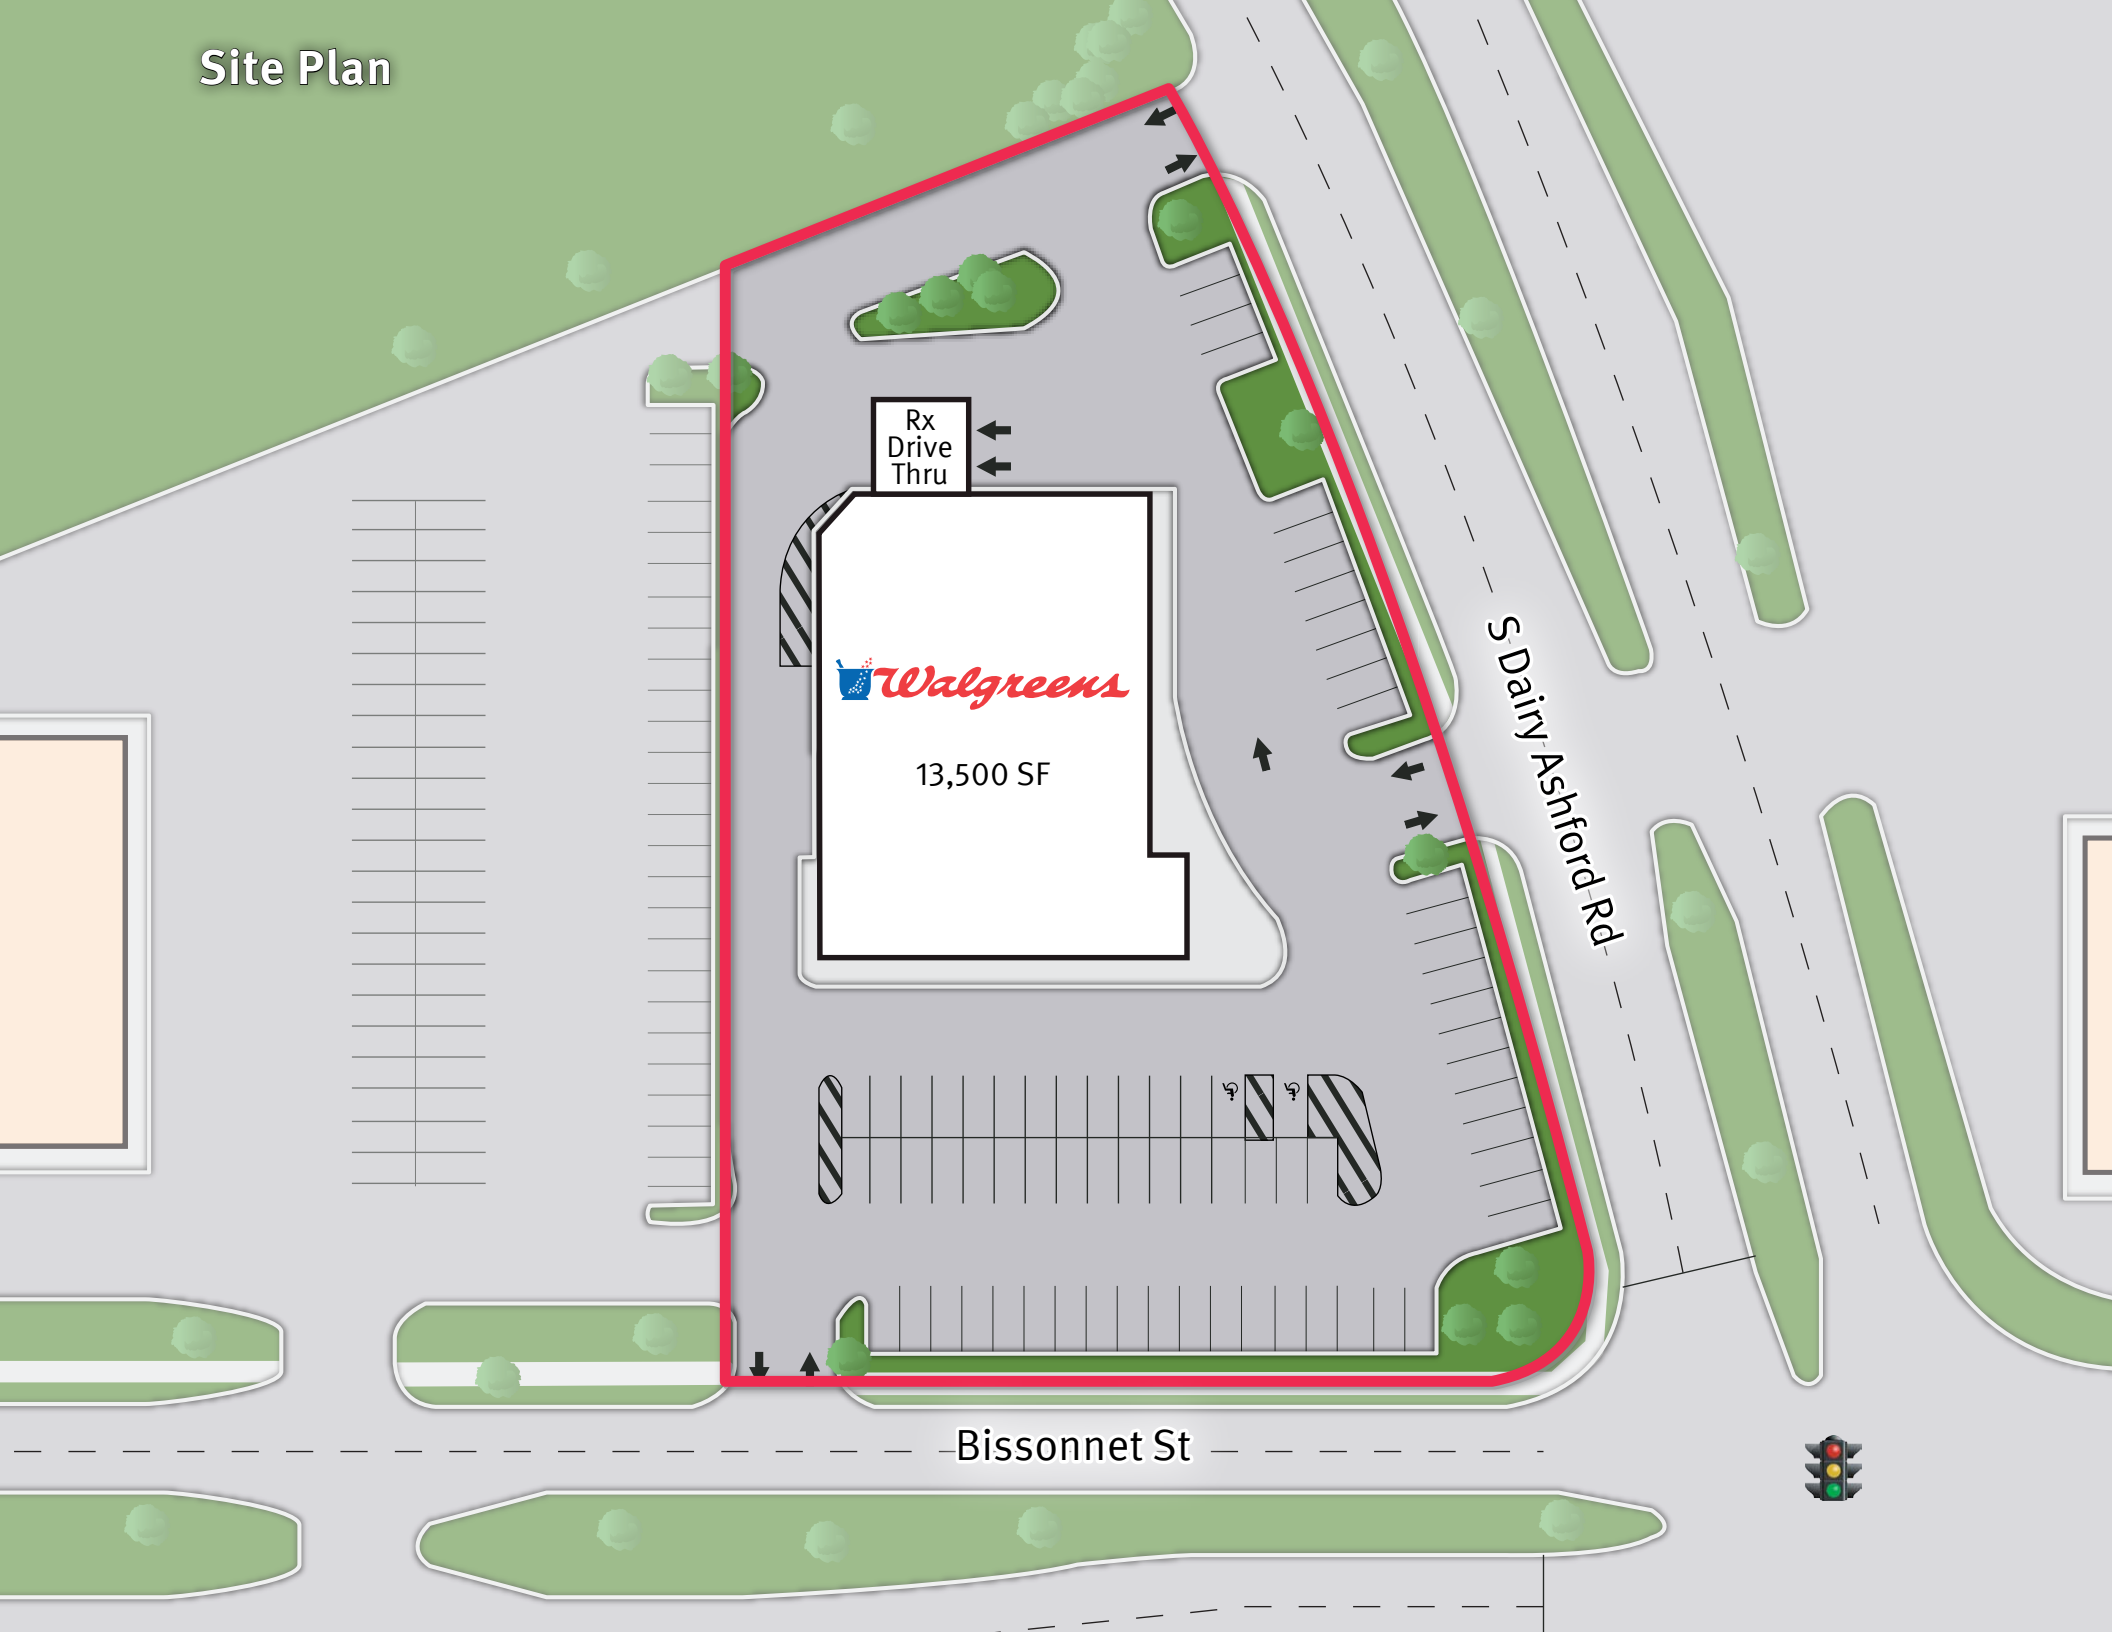 Site Plan
Rx
Drive
Thru
Walgreens
13,500 SF
S Dairy Ashford Rd
Bissonnet St